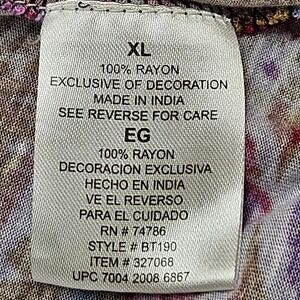 XL
100% RAYON
EXCLUSIVE OF DECORATION
MADE IN INDIA
SEE REVERSE FOR CARE
EG
100% RAYON
DECORACION EXCLUSIVA
HECHO EN INDIA
VE EL REVERSO
PARA EL CUIDADO
RN # 74786
STYLE # BT190
ITEM # 327068
UPC 7004 2008 6867